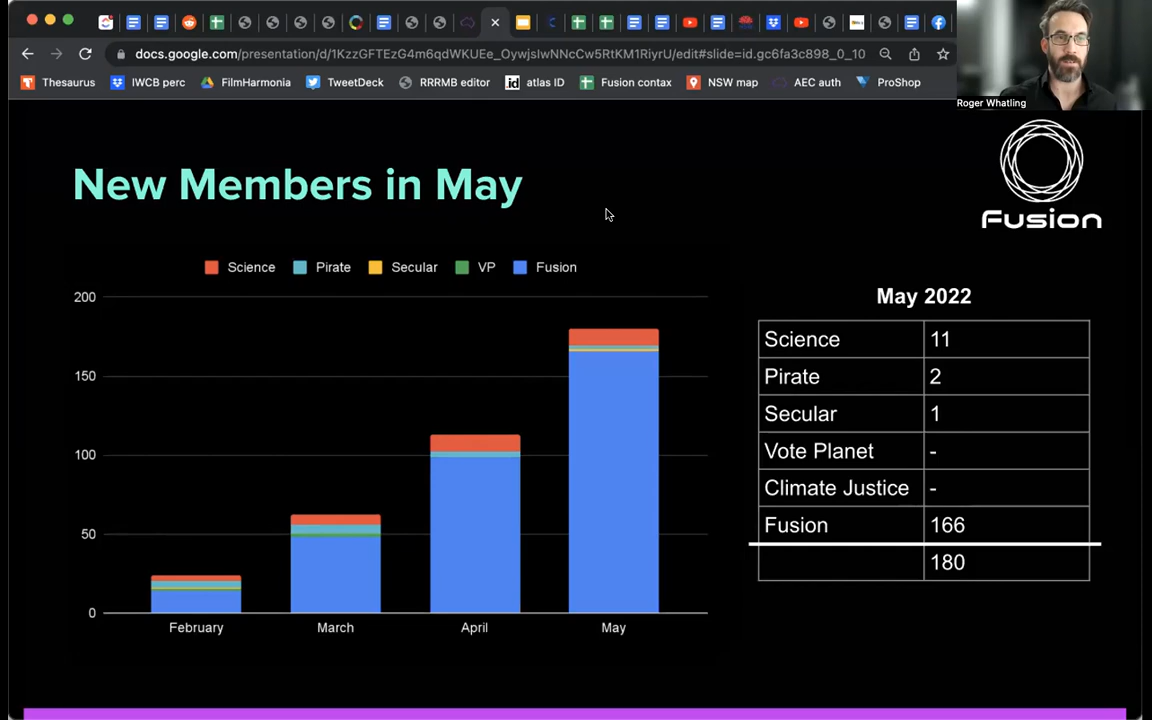 docs.google.com/presentation/d/1KzzGFTEzG4m6qdWKUEe_OywjsIwNNcCw5RtKM1RiyrU/edit#slide=id.gc6fa3c898_0_10
Thesaurus IWCB perc FilmHarmonia TweetDeck RRRMB editor id atlas ID Fusion contax NSW map AEC auth ProShop
Roger Whatling
New Members in May
Fusion
Science Pirate Secular VP Fusion
200
150
100
50
0
February March April May
May 2022
Science 11
Pirate 2
Secular 1
Vote Planet -
Climate Justice -
Fusion 166
180